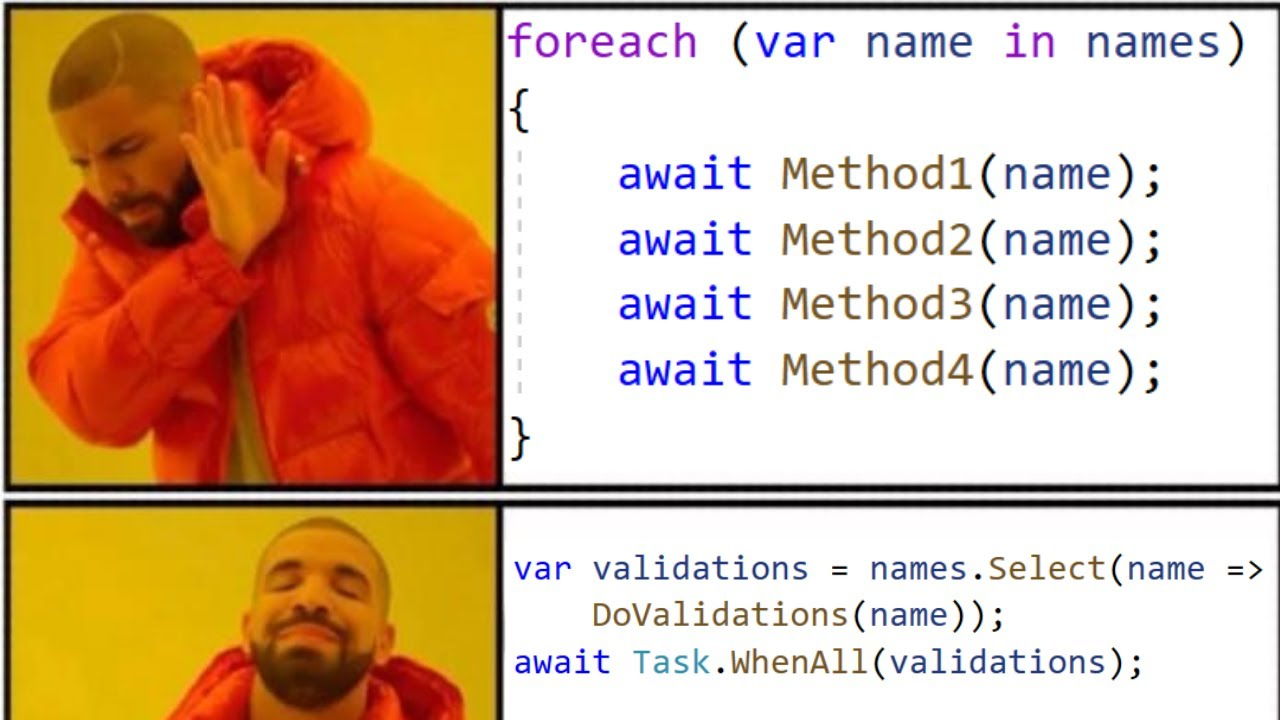 foreach (var name in names)
{
    await Method1(name);
    await Method2(name);
    await Method3(name);
    await Method4(name);
}
var validations = names.Select(name =>
    DoValidations(name));
await Task.WhenAll(validations);